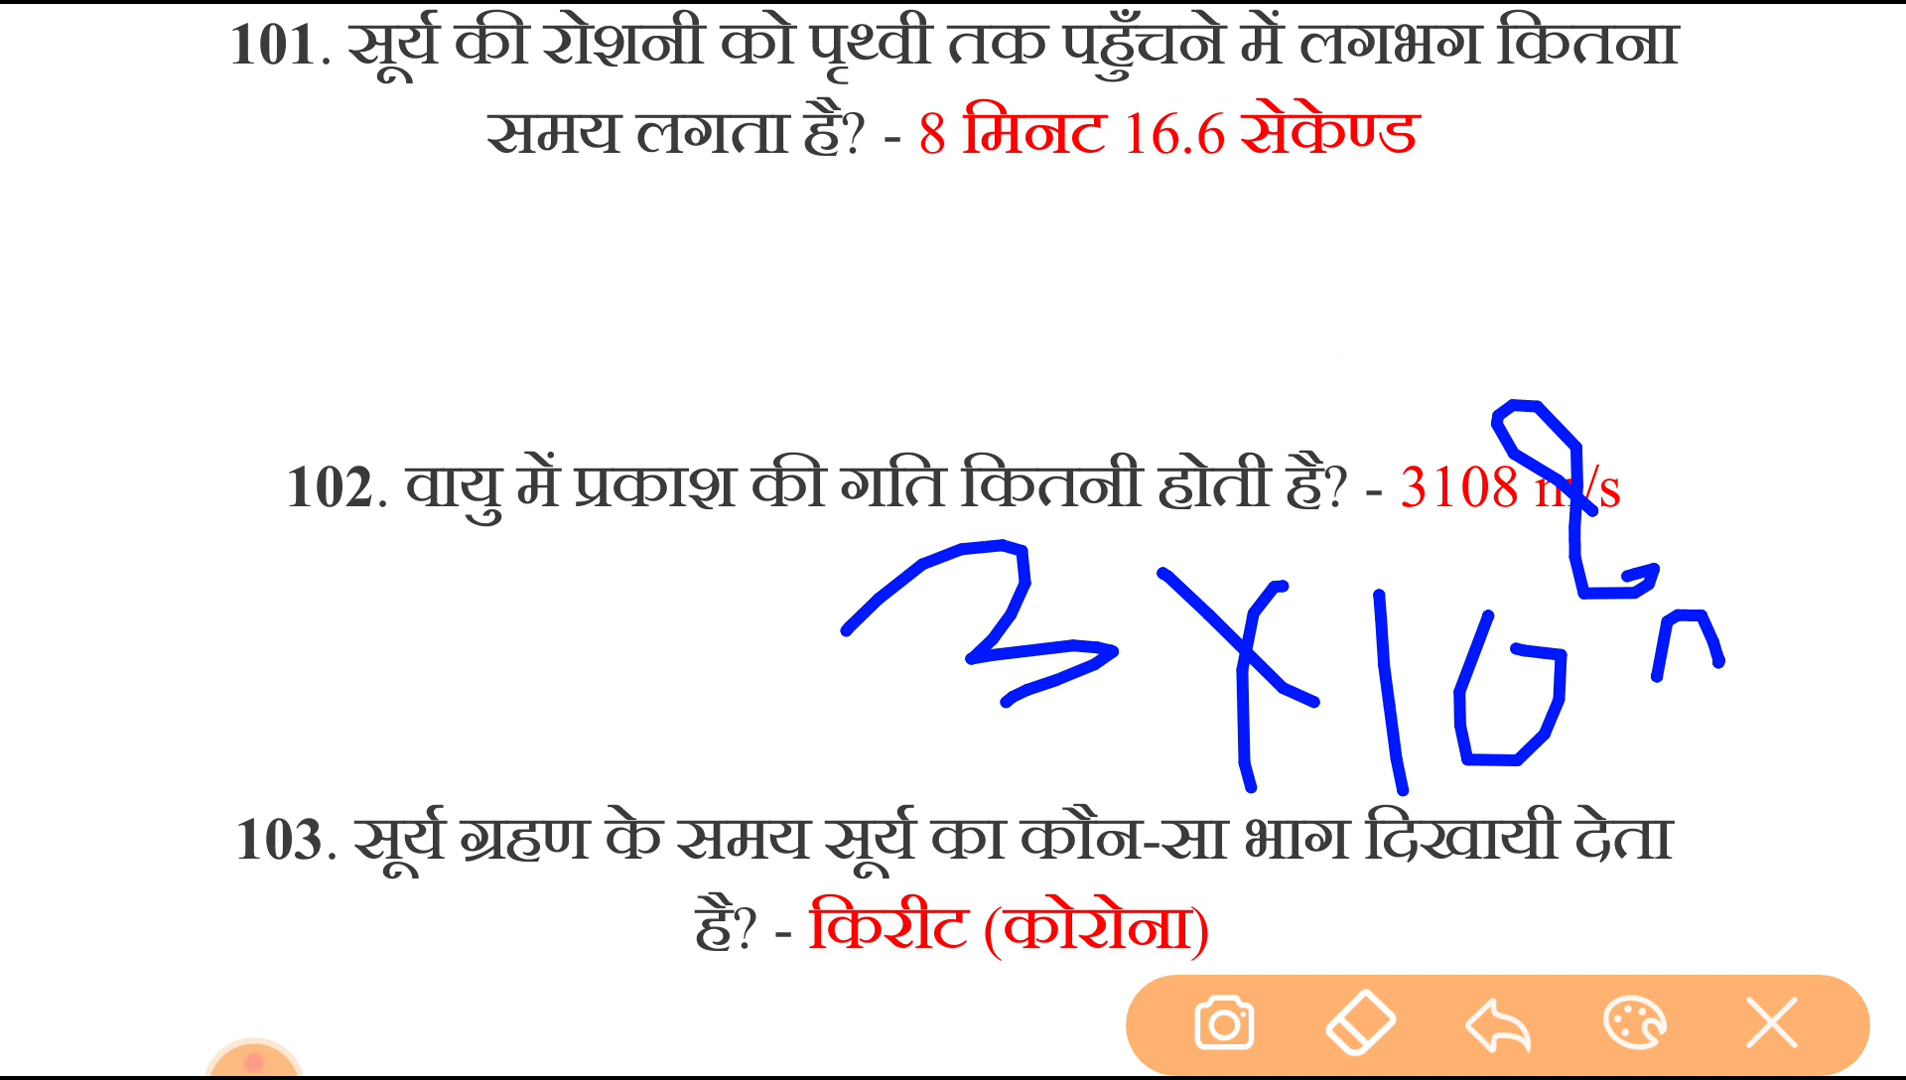 101. सूर्य की रोशनी को पृथ्वी तक पहुँचने में लगभग कितना
समय लगता है? - 8 मिनट 16.6 सेकेण्ड
102. वायु में प्रकाश की गति कितनी होती है? - 3108 m/s
3 × 10⁸
103. सूर्य ग्रहण के समय सूर्य का कौन-सा भाग दिखायी देता
है? - किरीट (कोरोना)